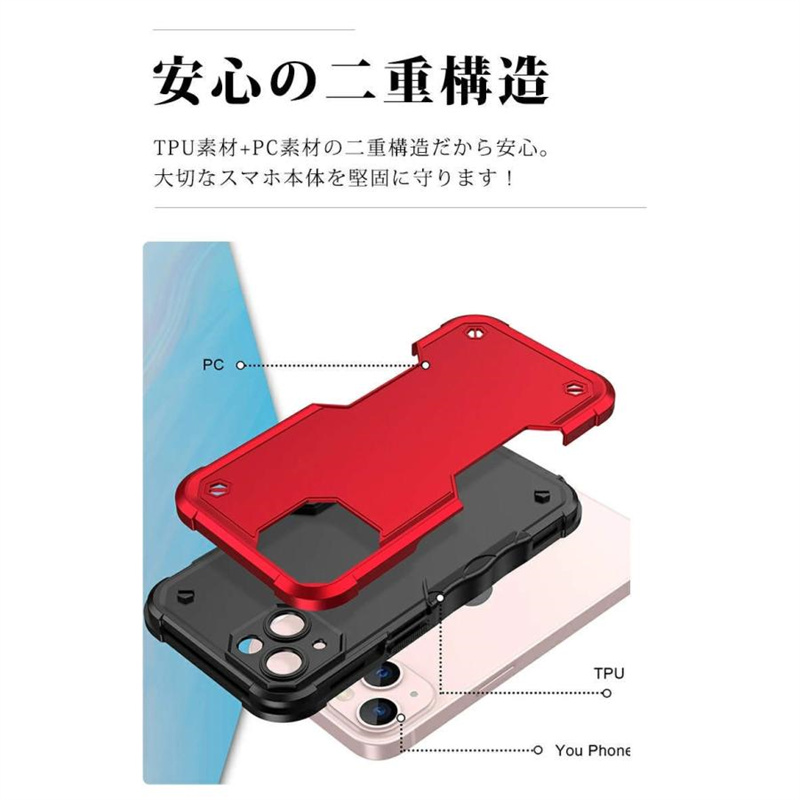 安心の二重構造
TPU素材+PC素材の二重構造だから安心。
大切なスマホ本体を堅固に守ります！
PC
TPU
You Phone